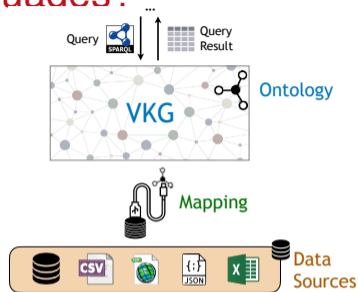 ...
Query
SPARQL
Query
Result
VKG
Ontology
Mapping
CSV
{:}
JSON
X
Data
Sources